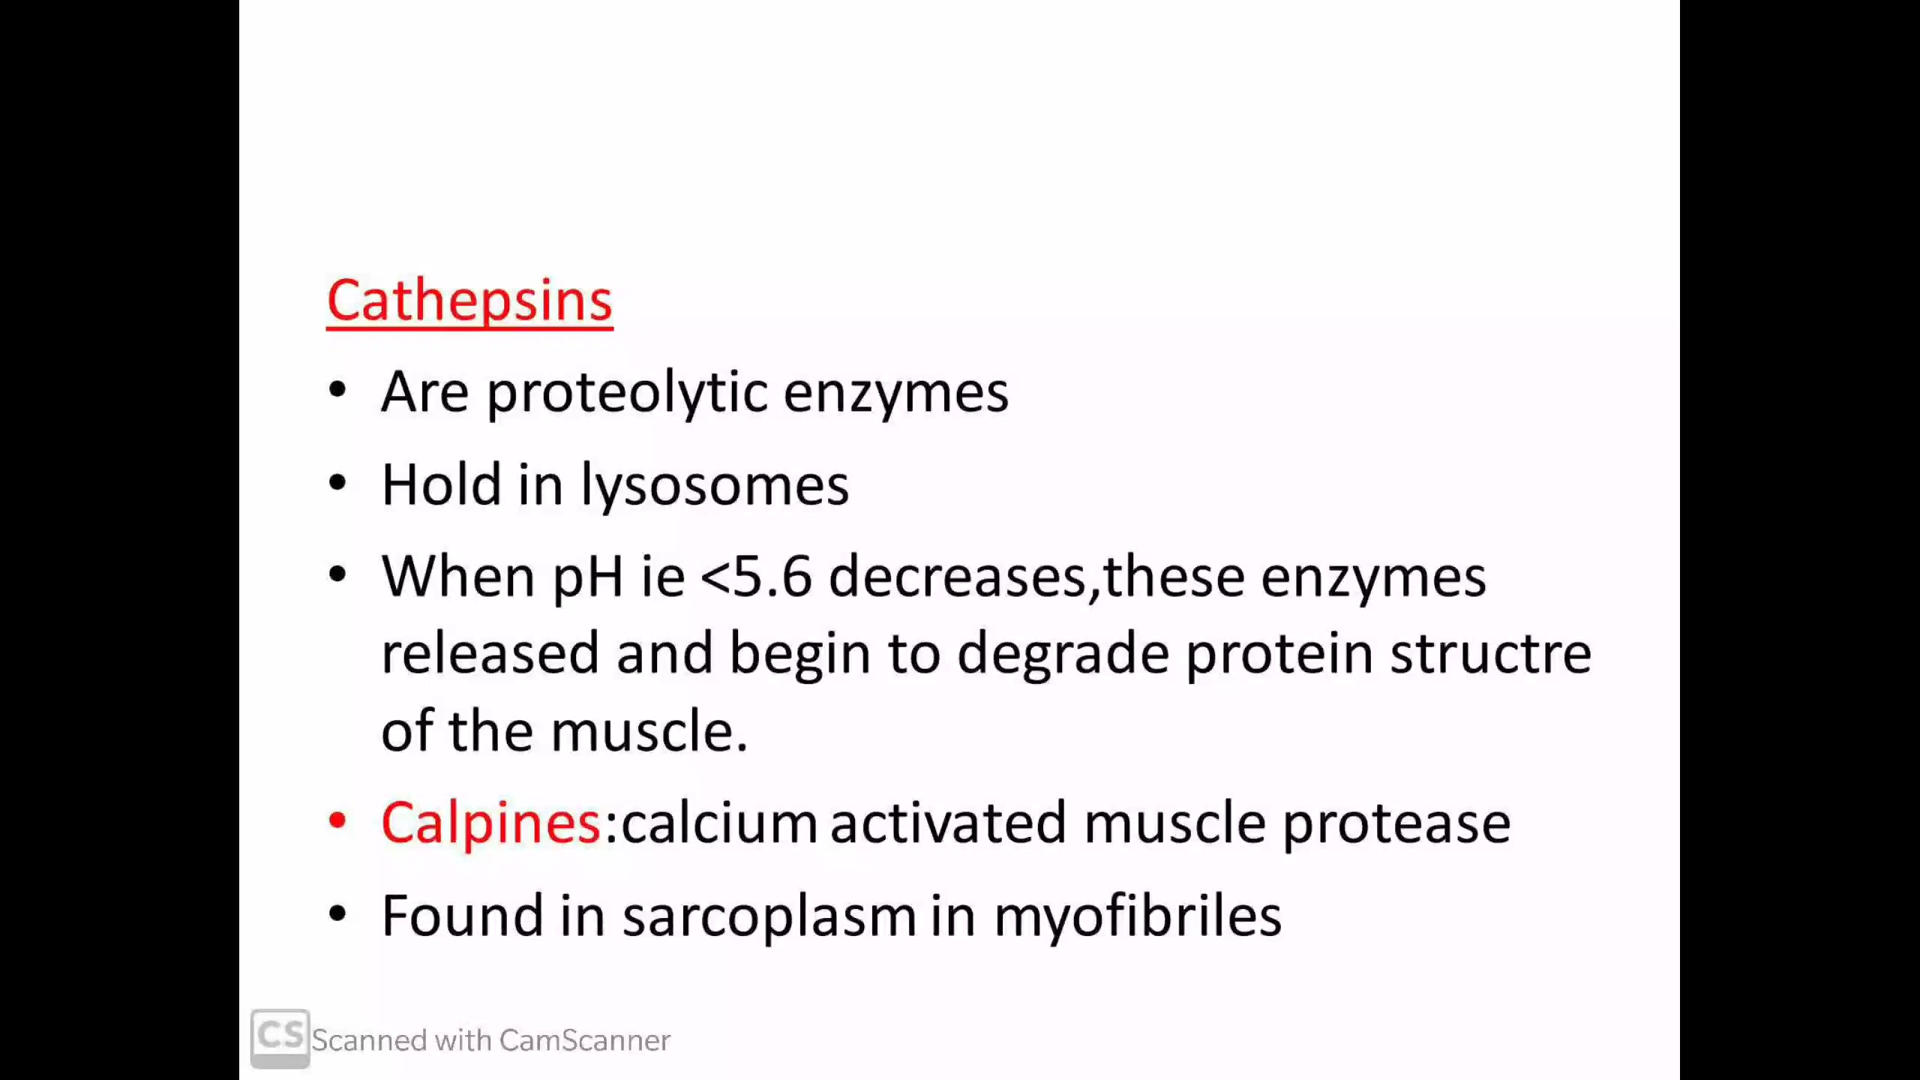 Cathepsins
• Are proteolytic enzymes
• Hold in lysosomes
• When pH ie <5.6 decreases,these enzymes
released and begin to degrade protein structre
of the muscle.
• Calpines:calcium activated muscle protease
• Found in sarcoplasm in myofibriles
CS Scanned with CamScanner